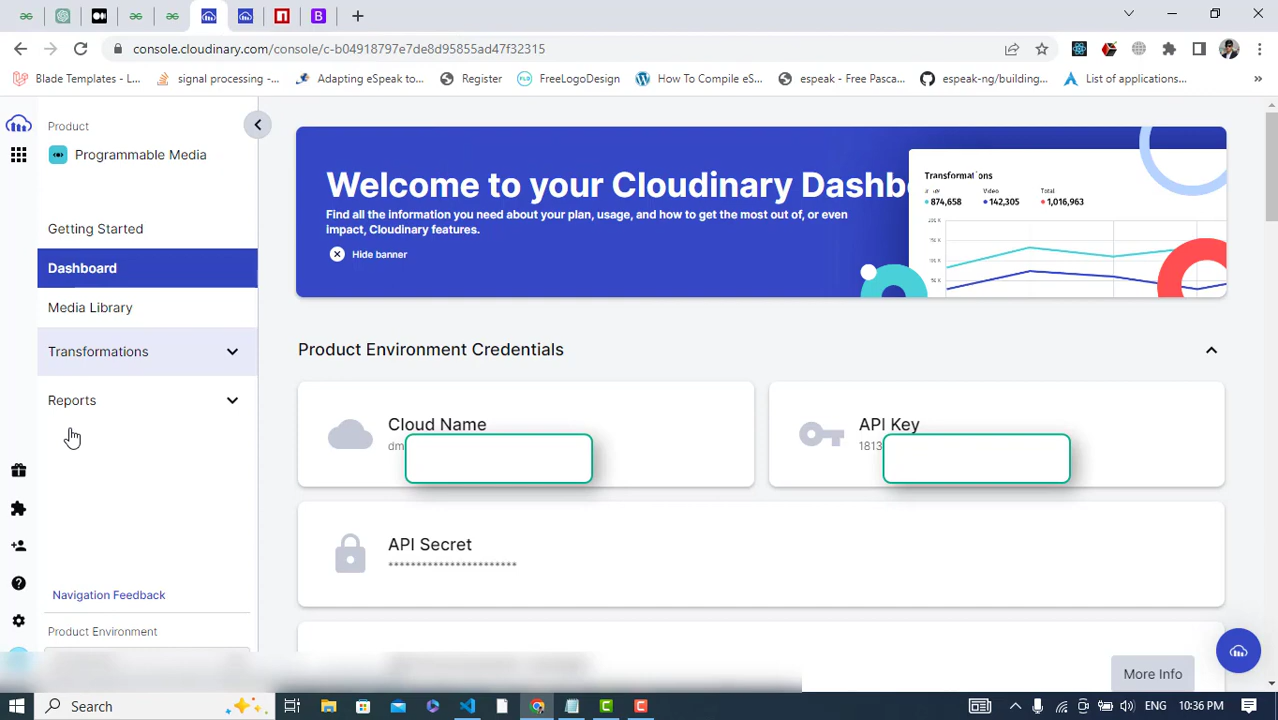 console.cloudinary.com/console/c-b04918797e7de8d95855ad47f32315
Blade Templates - L...
signal processing -...
Adapting eSpeak to...
Register
FreeLogoDesign
How To Compile eS...
espeak - Free Pasca...
espeak-ng/building...
List of applications...
Product
Programmable Media
Getting Started
Dashboard
Media Library
Transformations
Reports
Navigation Feedback
Product Environment
Welcome to your Cloudinary Dashbo
Find all the information you need about your plan, usage, and how to get the most out of, or even
impact, Cloudinary features.
Hide banner
Transformations
Video
Total
874,658
142,305
1,016,963
Product Environment Credentials
Cloud Name
dm
API Key
1813
API Secret
***********************
More Info
Search
ENG
10:36 PM